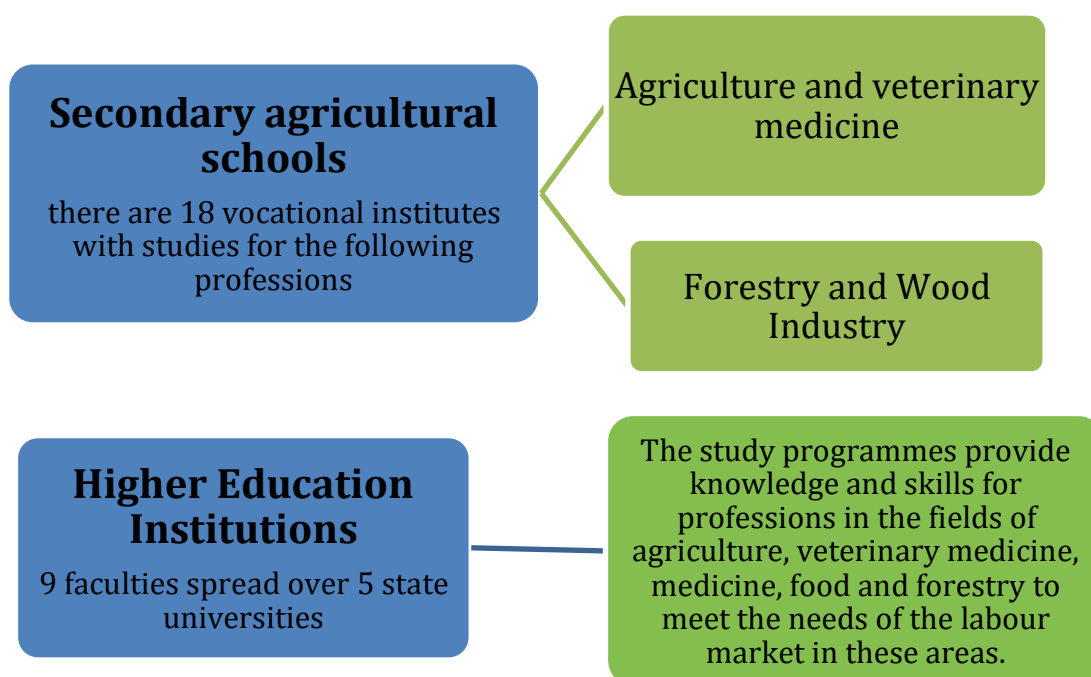 Secondary agricultural
schools
there are 18 vocational institutes
with studies for the following
professions
Agriculture and veterinary
medicine
Forestry and Wood
Industry
Higher Education
Institutions
9 faculties spread over 5 state
universities
The study programmes provide
knowledge and skills for
professions in the fields of
agriculture, veterinary medicine,
medicine, food and forestry to
meet the needs of the labour
market in these areas.